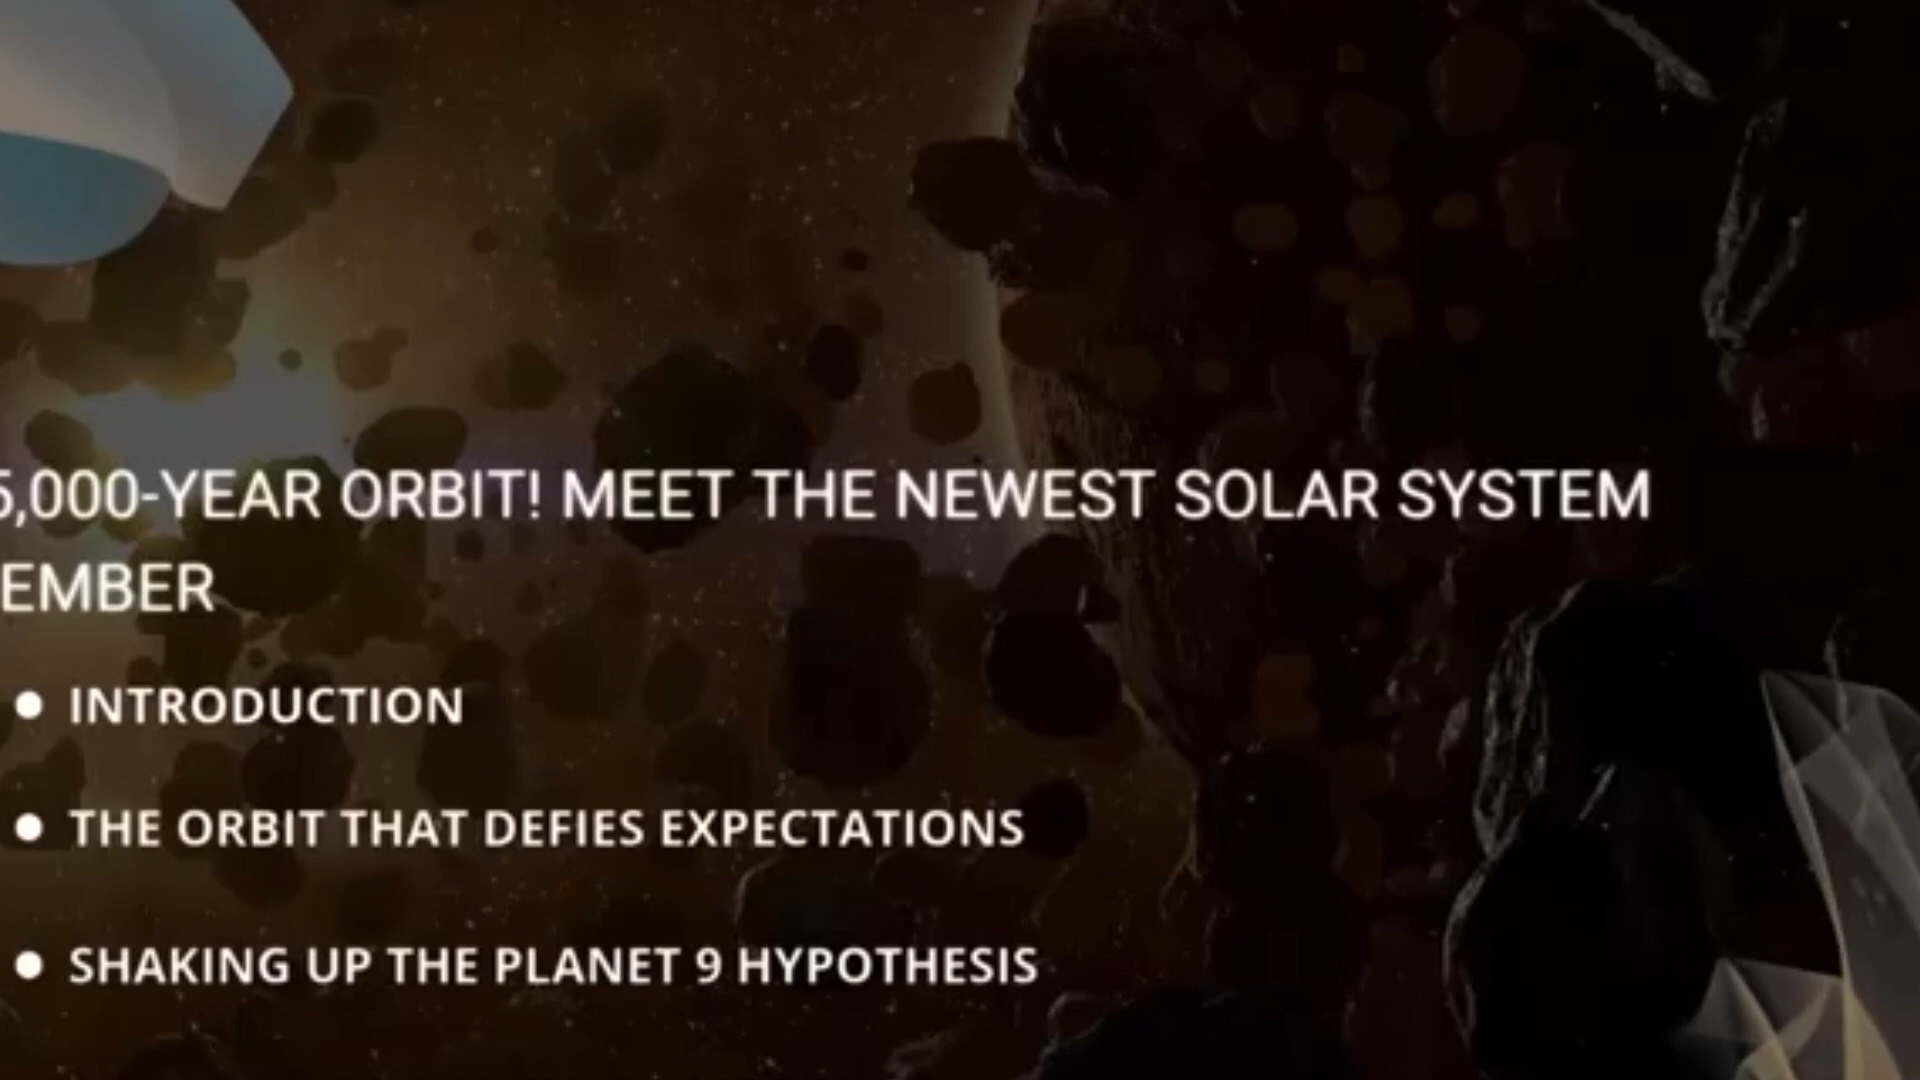 5,000-YEAR ORBIT! MEET THE NEWEST SOLAR SYSTEM
EMBER
● INTRODUCTION
● THE ORBIT THAT DEFIES EXPECTATIONS
● SHAKING UP THE PLANET 9 HYPOTHESIS